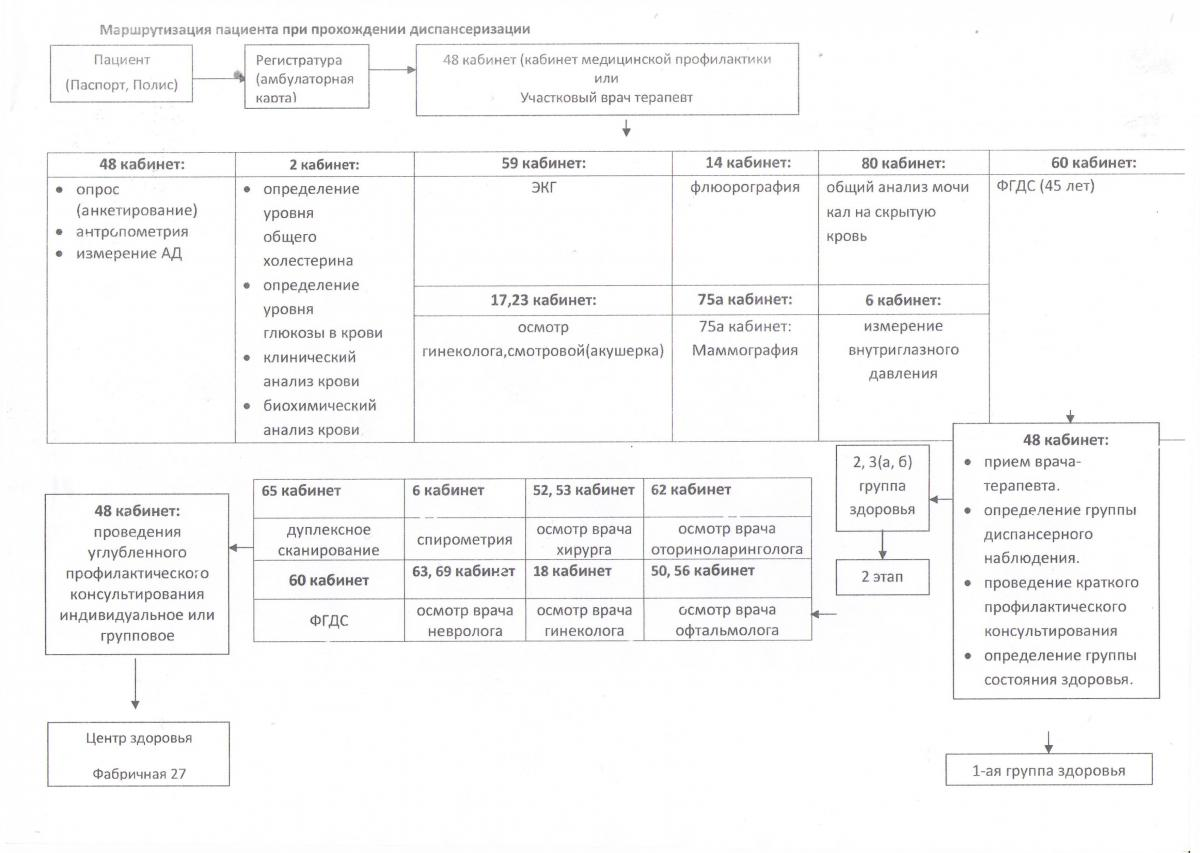 Маршрутизация пациента при прохождении диспансеризации
Пациент
(Паспорт, Полис)
Регистратура
(амбулаторная
карта)
48 кабинет (кабинет медицинской профилактики
или
Участковый врач терапевт
48 кабинет:
• опрос
(анкетирование)
• антропометрия
• измерение АД
2 кабинет:
• определение
уровня
общего
холестерина
• определение
уровня
глюкозы в крови
• клинический
анализ крови
• биохимический
анализ крови
59 кабинет:
ЭКГ
14 кабинет:
флюорография
80 кабинет:
общий анализ мочи
кал на скрытую
кровь
60 кабинет:
ФГДС (45 лет)
17,23 кабинет:
осмотр
гинеколога,смотровой(акушерка)
75а кабинет:
75а кабинет:
Маммография
6 кабинет:
измерение
внутриглазного
давления
48 кабинет:
• прием врача-
терапевта.
• определение группы
диспансерного
наблюдения.
• проведение краткого
профилактического
консультирования
• определение группы
состояния здоровья.
2, 3(а, б)
группа
здоровья
2 этап
65 кабинет
6 кабинет
52, 53 кабинет
62 кабинет
дуплексное
сканирование
спирометрия
осмотр врача
хирурга
осмотр врача
оториноларинголога
60 кабинет
63, 69 кабинет
18 кабинет
50, 56 кабинет
ФГДС
осмотр врача
невролога
осмотр врача
гинеколога
осмотр врача
офтальмолога
48 кабинет:
проведения
углубленного
профилактического
консультирования
индивидуальное или
групповое
Центр здоровья
Фабричная 27
1-ая группа здоровья